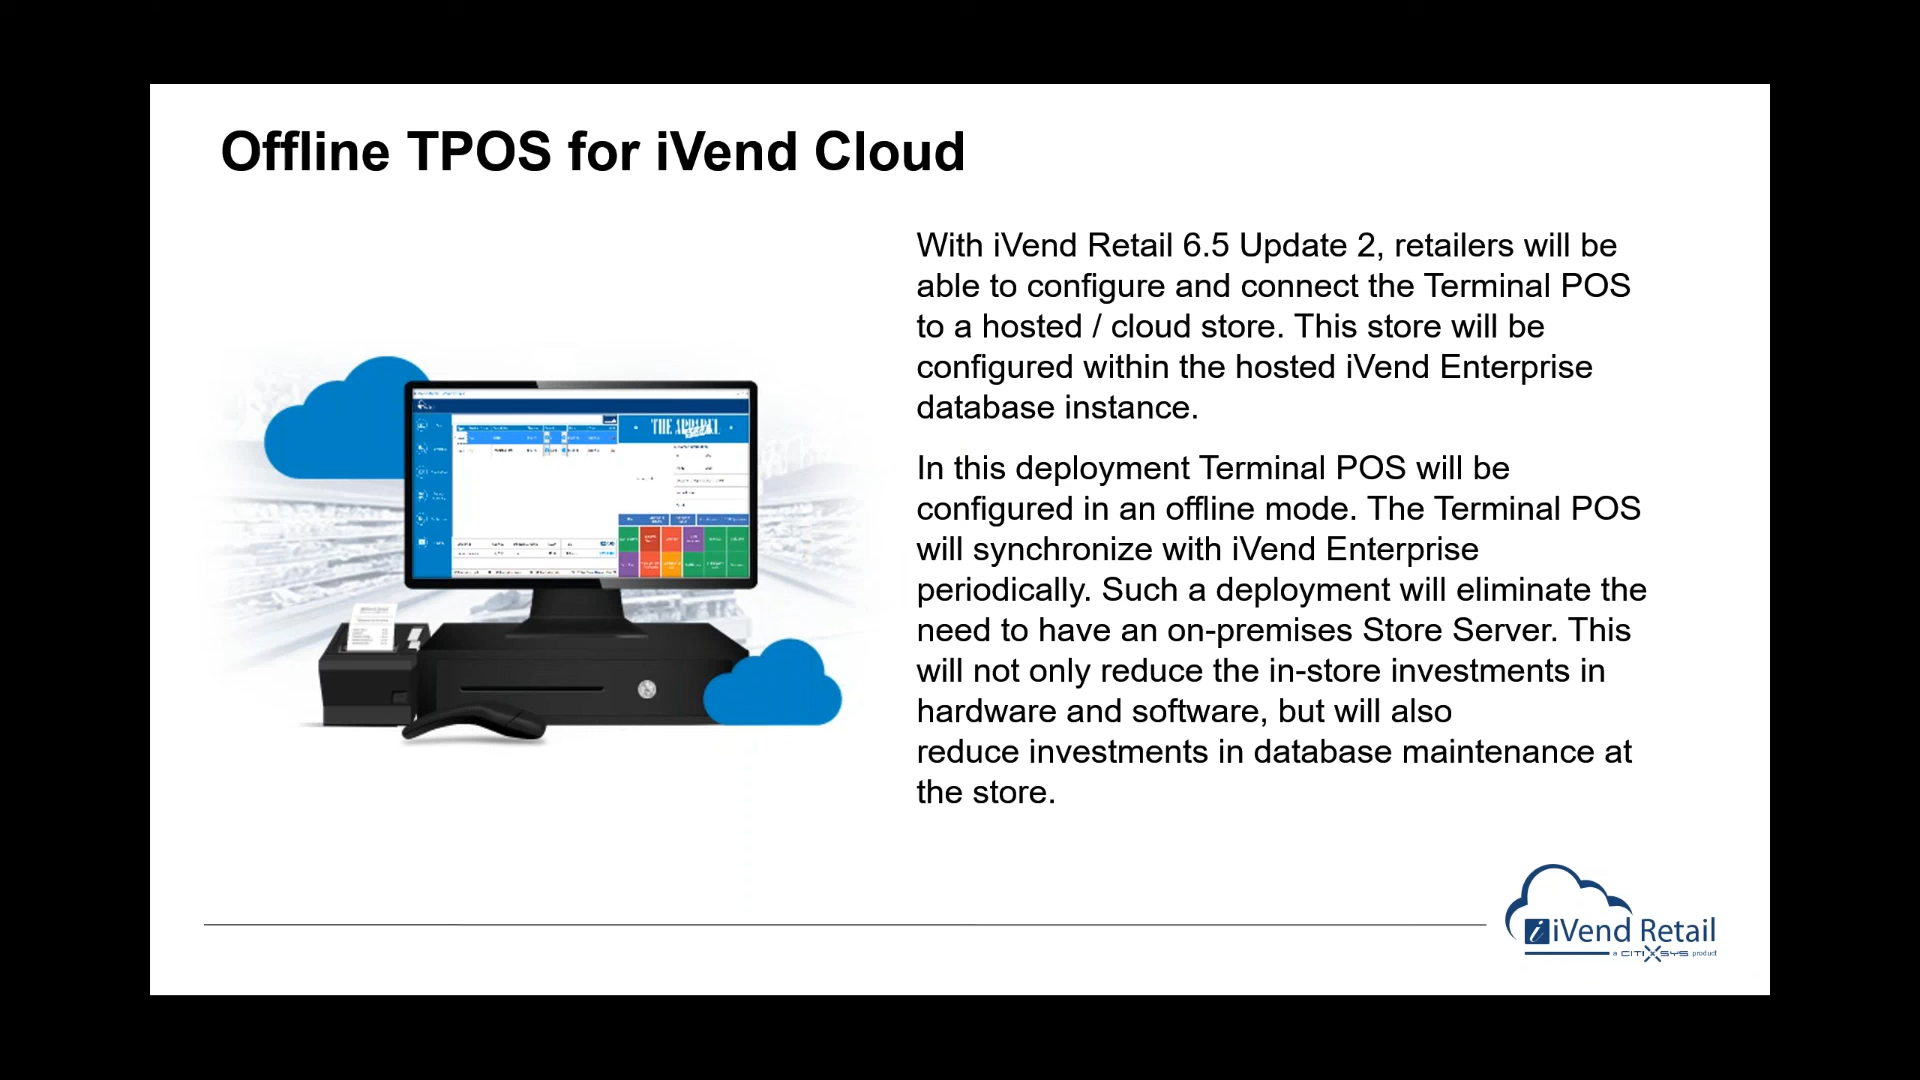 Offline TPOS for iVend Cloud
With iVend Retail 6.5 Update 2, retailers will be
able to configure and connect the Terminal POS
to a hosted / cloud store. This store will be
configured within the hosted iVend Enterprise
database instance.
In this deployment Terminal POS will be
configured in an offline mode. The Terminal POS
will synchronize with iVend Enterprise
periodically. Such a deployment will eliminate the
need to have an on-premises Store Server. This
will not only reduce the in-store investments in
hardware and software, but will also
reduce investments in database maintenance at
the store.
THE APPAREL
i iVend Retail
a CITIXSYS product